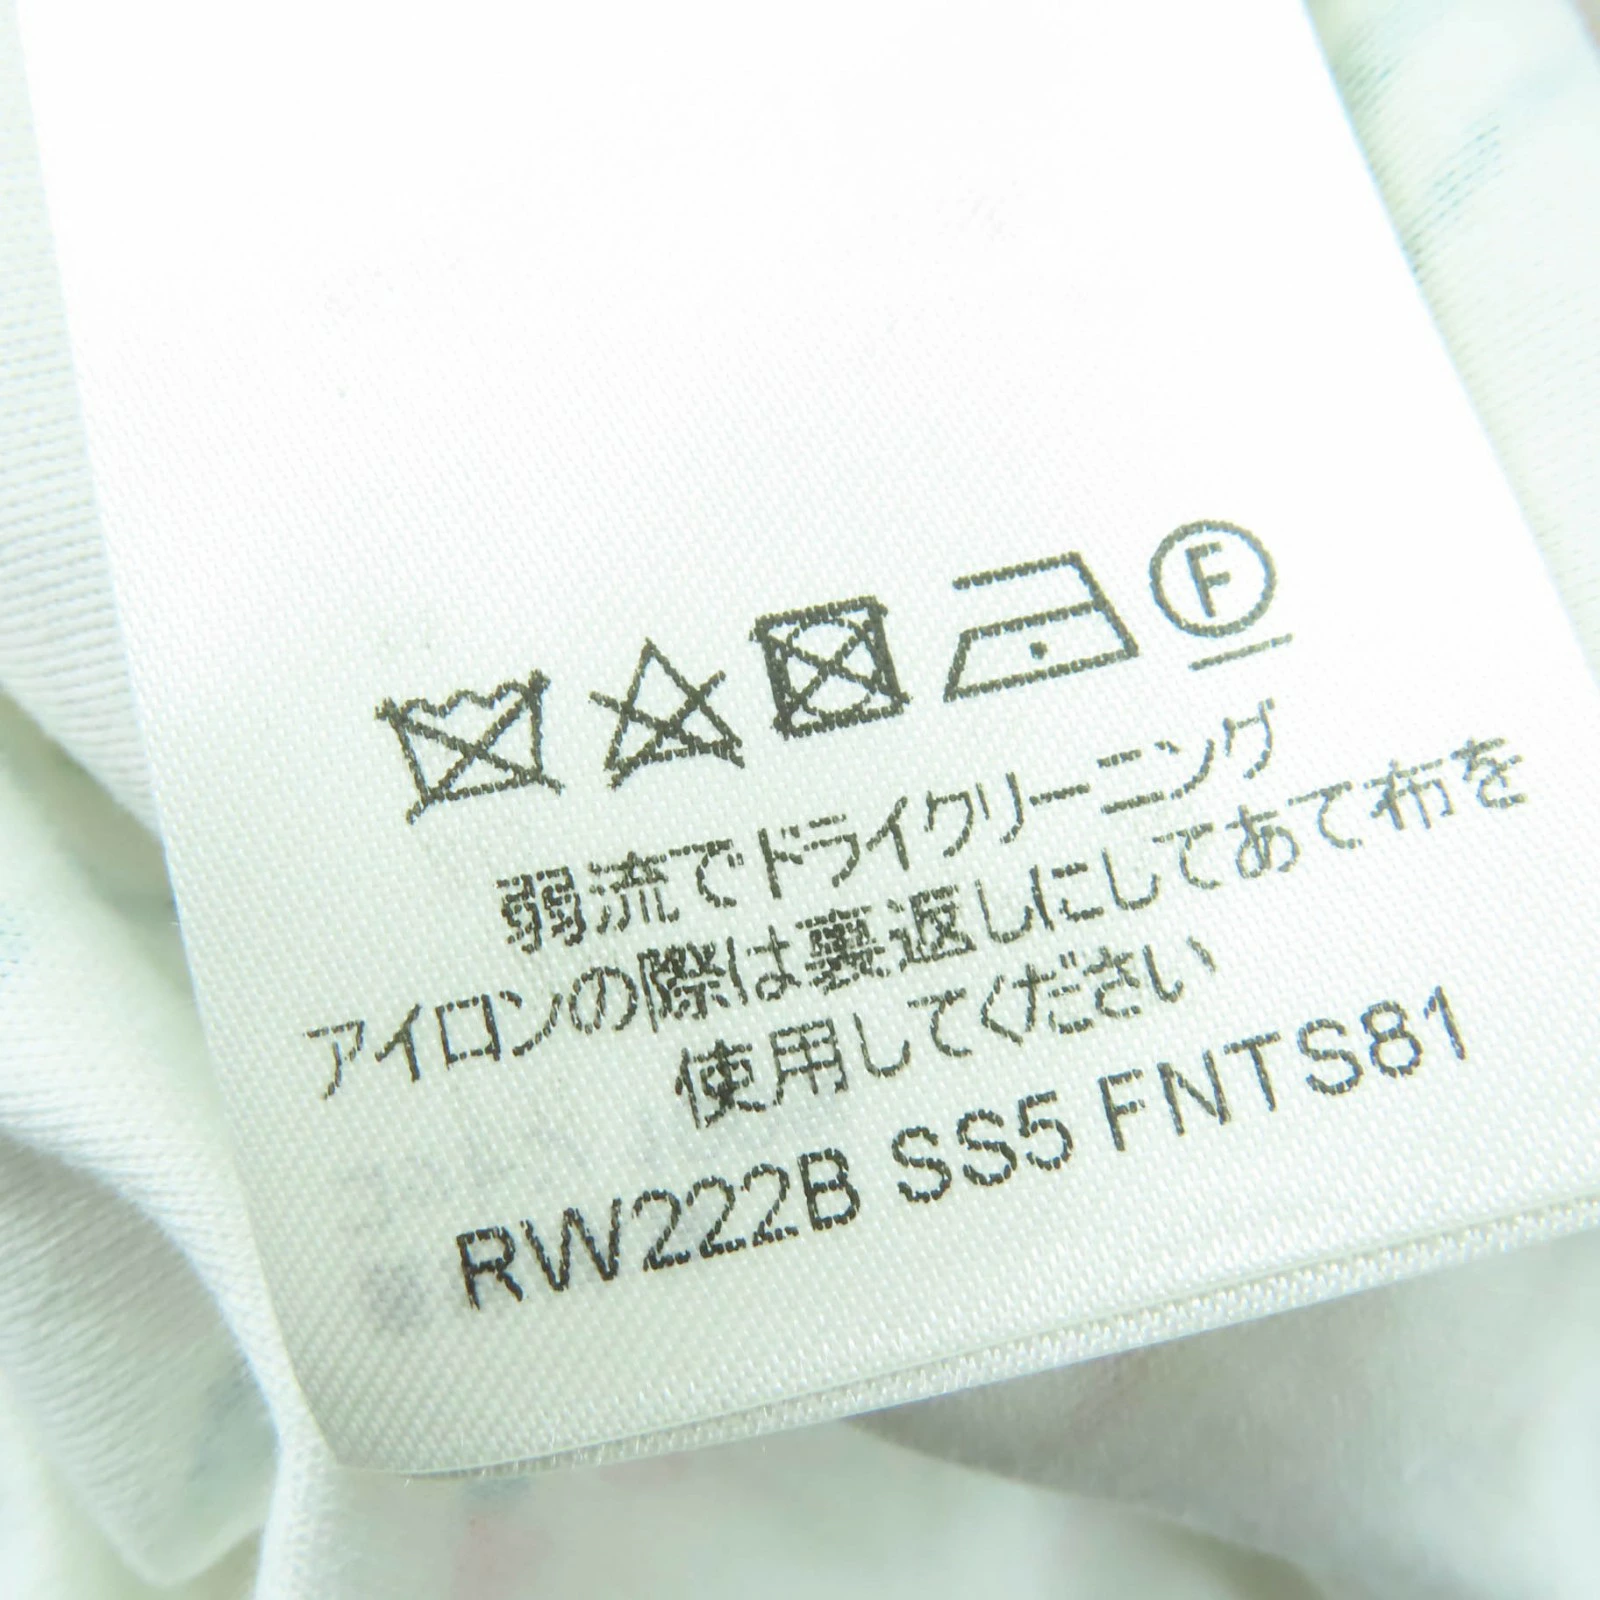 F
弱流でドライクリーニング
アイロンの際は裏返しにしてあて布を
使用してください
RW222B SS5 FNTS81